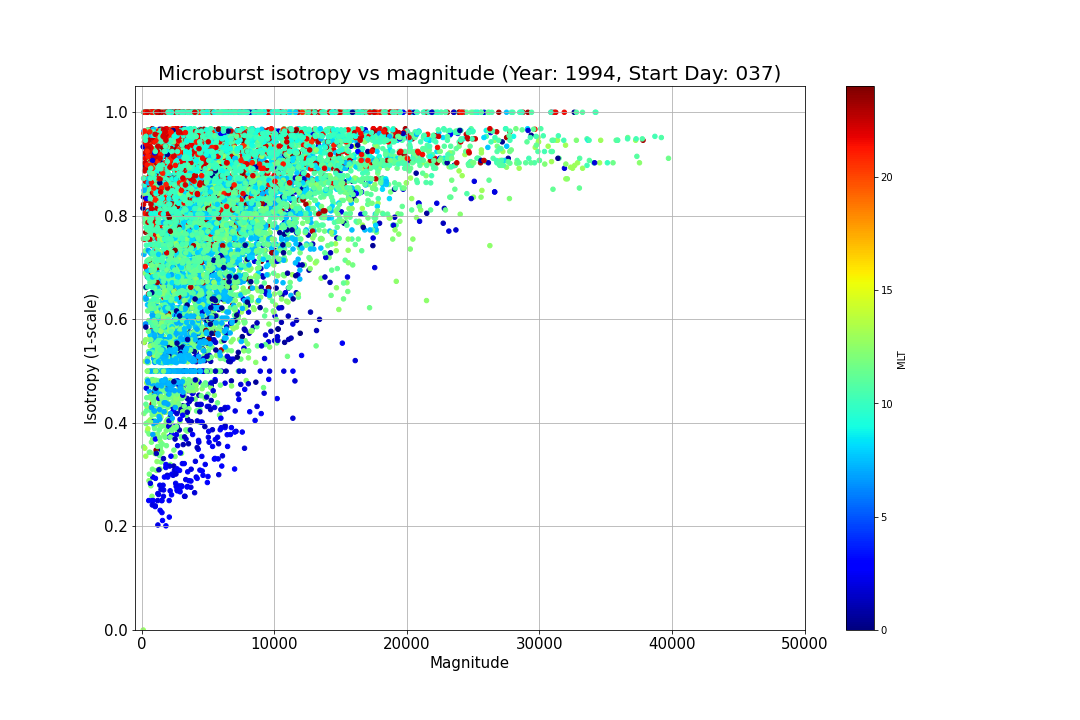 Microburst isotropy vs magnitude (Year: 1994, Start Day: 037)
1.0
0.8
0.6
0.4
0.2
0.0
Isotropy (1-scale)
0 10000 20000 30000 40000 50000
Magnitude
20
15
10
5
0
MLT